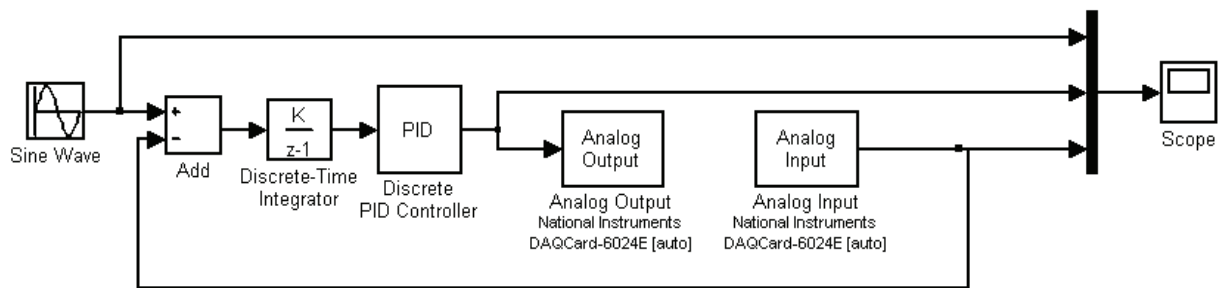 Sine Wave
+
−
Add
K
z-1
Discrete-Time
Integrator
PID
Discrete
PID Controller
Analog
Output
Analog Output
National Instruments
DAQCard-6024E [auto]
Analog
Input
Analog Input
National Instruments
DAQCard-6024E [auto]
Scope